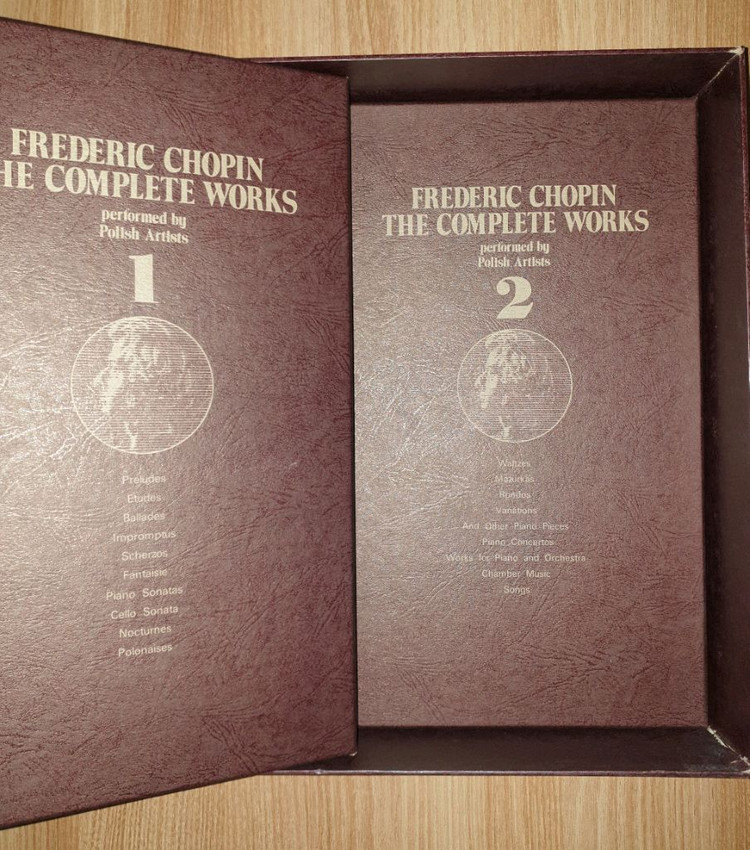 FREDERIC CHOPIN
HE COMPLETE WORKS
performed by
Polish Artists
1
Preludes
Etudes
Ballades
Impromptus
Scherzos
Fantaisie
Piano Sonatas
Cello Sonata
Nocturnes
Polonaises
FREDERIC CHOPIN
THE COMPLETE WORKS
performed by
Polish Artists
2
Waltzes
Mazurkas
Rondos
Variations
And Other Piano Pieces
Piano Concertos
Works for Piano and Orchestra
Chamber Music
Songs